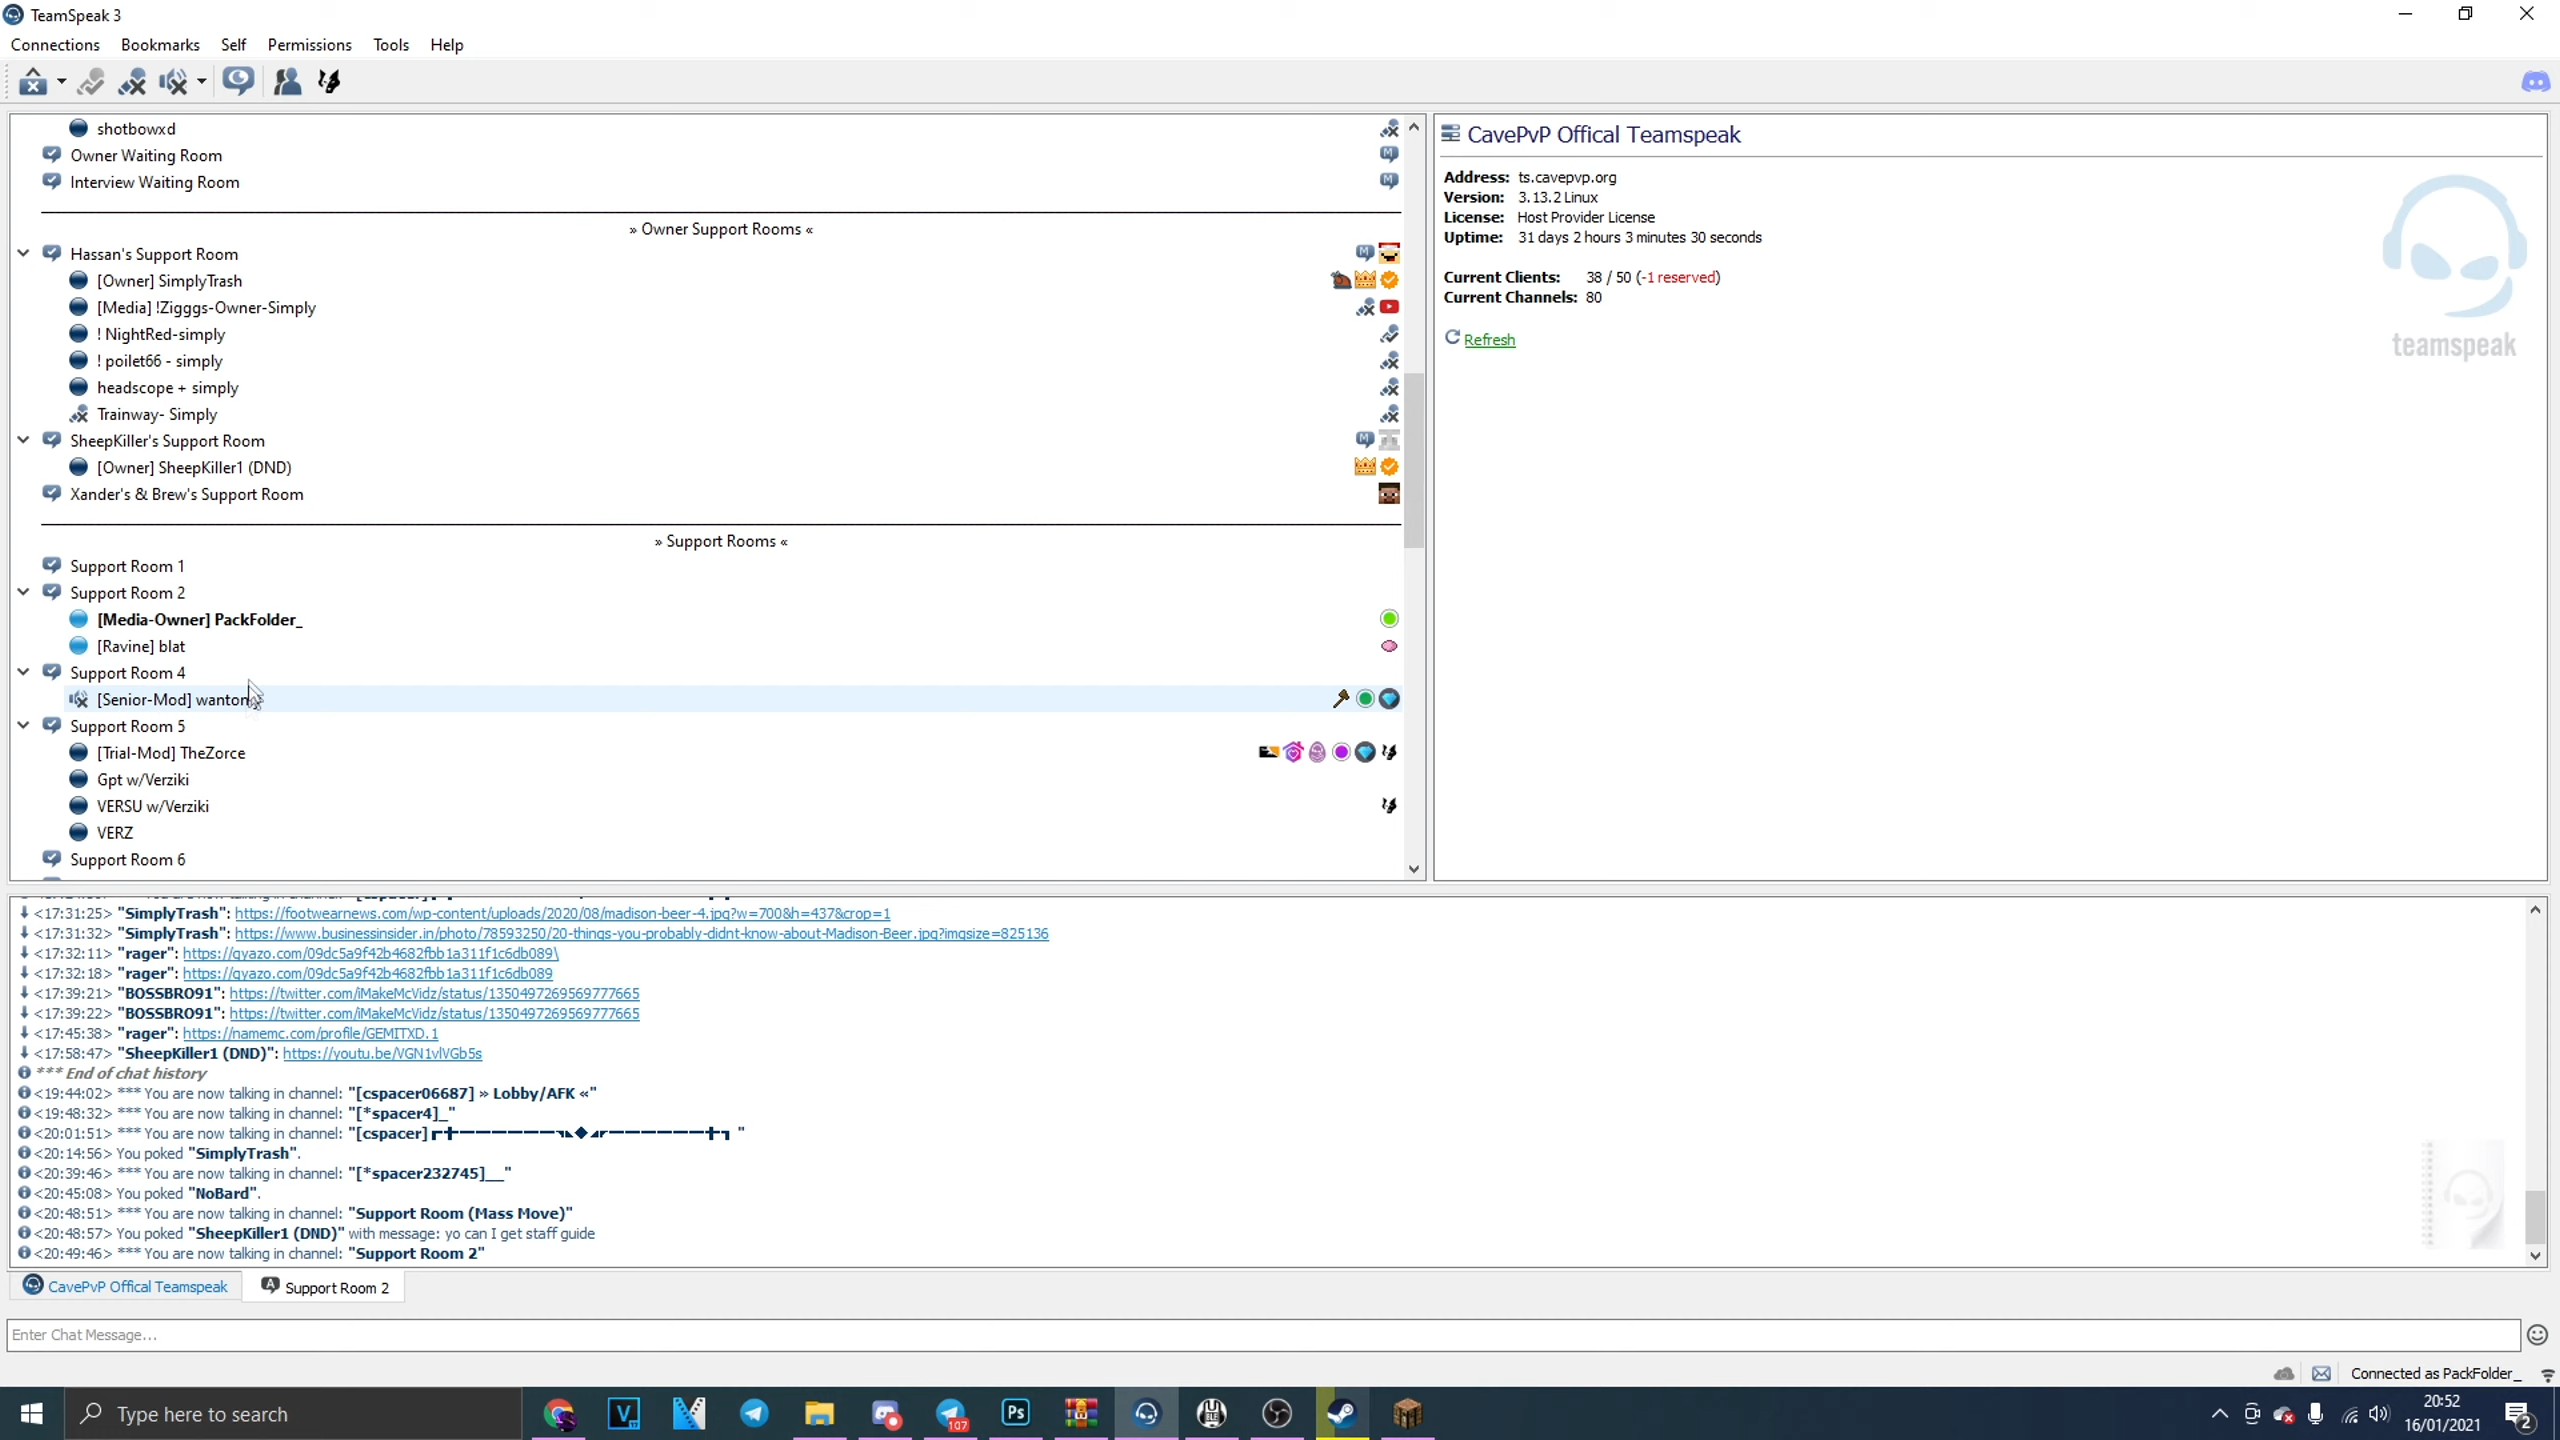 TeamSpeak 3
Connections Bookmarks Self Permissions Tools Help
shotbowxd
Owner Waiting Room
Interview Waiting Room
» Owner Support Rooms «
Hassan's Support Room
[Owner] SimplyTrash
[Media] !Zigggs-Owner-Simply
! NightRed-simply
! poilet66 - simply
headscope + simply
Trainway- Simply
SheepKiller's Support Room
[Owner] SheepKiller1 (DND)
Xander's & Brew's Support Room
» Support Rooms «
Support Room 1
Support Room 2
[Media-Owner] PackFolder_
[Ravine] blat
Support Room 4
[Senior-Mod] wanton
Support Room 5
[Trial-Mod] TheZorce
Gpt w/Verziki
VERSU w/Verziki
VERZ
Support Room 6
CavePvP Offical Teamspeak
Address: ts.cavepvp.org
Version: 3.13.2 Linux
License: Host Provider License
Uptime: 31 days 2 hours 3 minutes 30 seconds
Current Clients: 38 / 50 (-1 reserved)
Current Channels: 80
Refresh
teamspeak
<17:31:25> "SimplyTrash": https://footwearnews.com/wp-content/uploads/2020/08/madison-beer-4.jpg?w=700&h=437&crop=1
<17:31:32> "SimplyTrash": https://www.businessinsider.in/photo/78593250/20-things-you-probably-didnt-know-about-Madison-Beer.jpg?imgsize=825136
<17:32:11> "rager": https://gyazo.com/09dc5a9f42b4682fbb1a311f1c6db089\
<17:32:18> "rager": https://gyazo.com/09dc5a9f42b4682fbb1a311f1c6db089
<17:39:21> "BOSSBRO91": https://twitter.com/iMakeMcVidz/status/1350497269569777665
<17:39:22> "BOSSBRO91": https://twitter.com/iMakeMcVidz/status/1350497269569777665
<17:45:38> "rager": https://namemc.com/profile/GEMITXD.1
<17:58:47> "SheepKiller1 (DND)": https://youtu.be/VGN1vlVGb5s
*** End of chat history
<19:44:02> *** You are now talking in channel: "[cspacer06687] » Lobby/AFK «"
<19:48:32> *** You are now talking in channel: "[*spacer4]_"
<20:01:51> *** You are now talking in channel: "[cspacer]┏╋━━━━━━━━━◥◣◆◢◤━━━━━━━━━╋┓ "
<20:14:56> You poked "SimplyTrash".
<20:39:46> *** You are now talking in channel: "[*spacer232745]__"
<20:45:08> You poked "NoBard".
<20:48:51> *** You are now talking in channel: "Support Room (Mass Move)"
<20:48:57> You poked "SheepKiller1 (DND)" with message: yo can I get staff guide
<20:49:46> *** You are now talking in channel: "Support Room 2"
CavePvP Offical Teamspeak Support Room 2
Enter Chat Message...
Connected as PackFolder_
Type here to search
107
Ps
20:52
16/01/2021
2